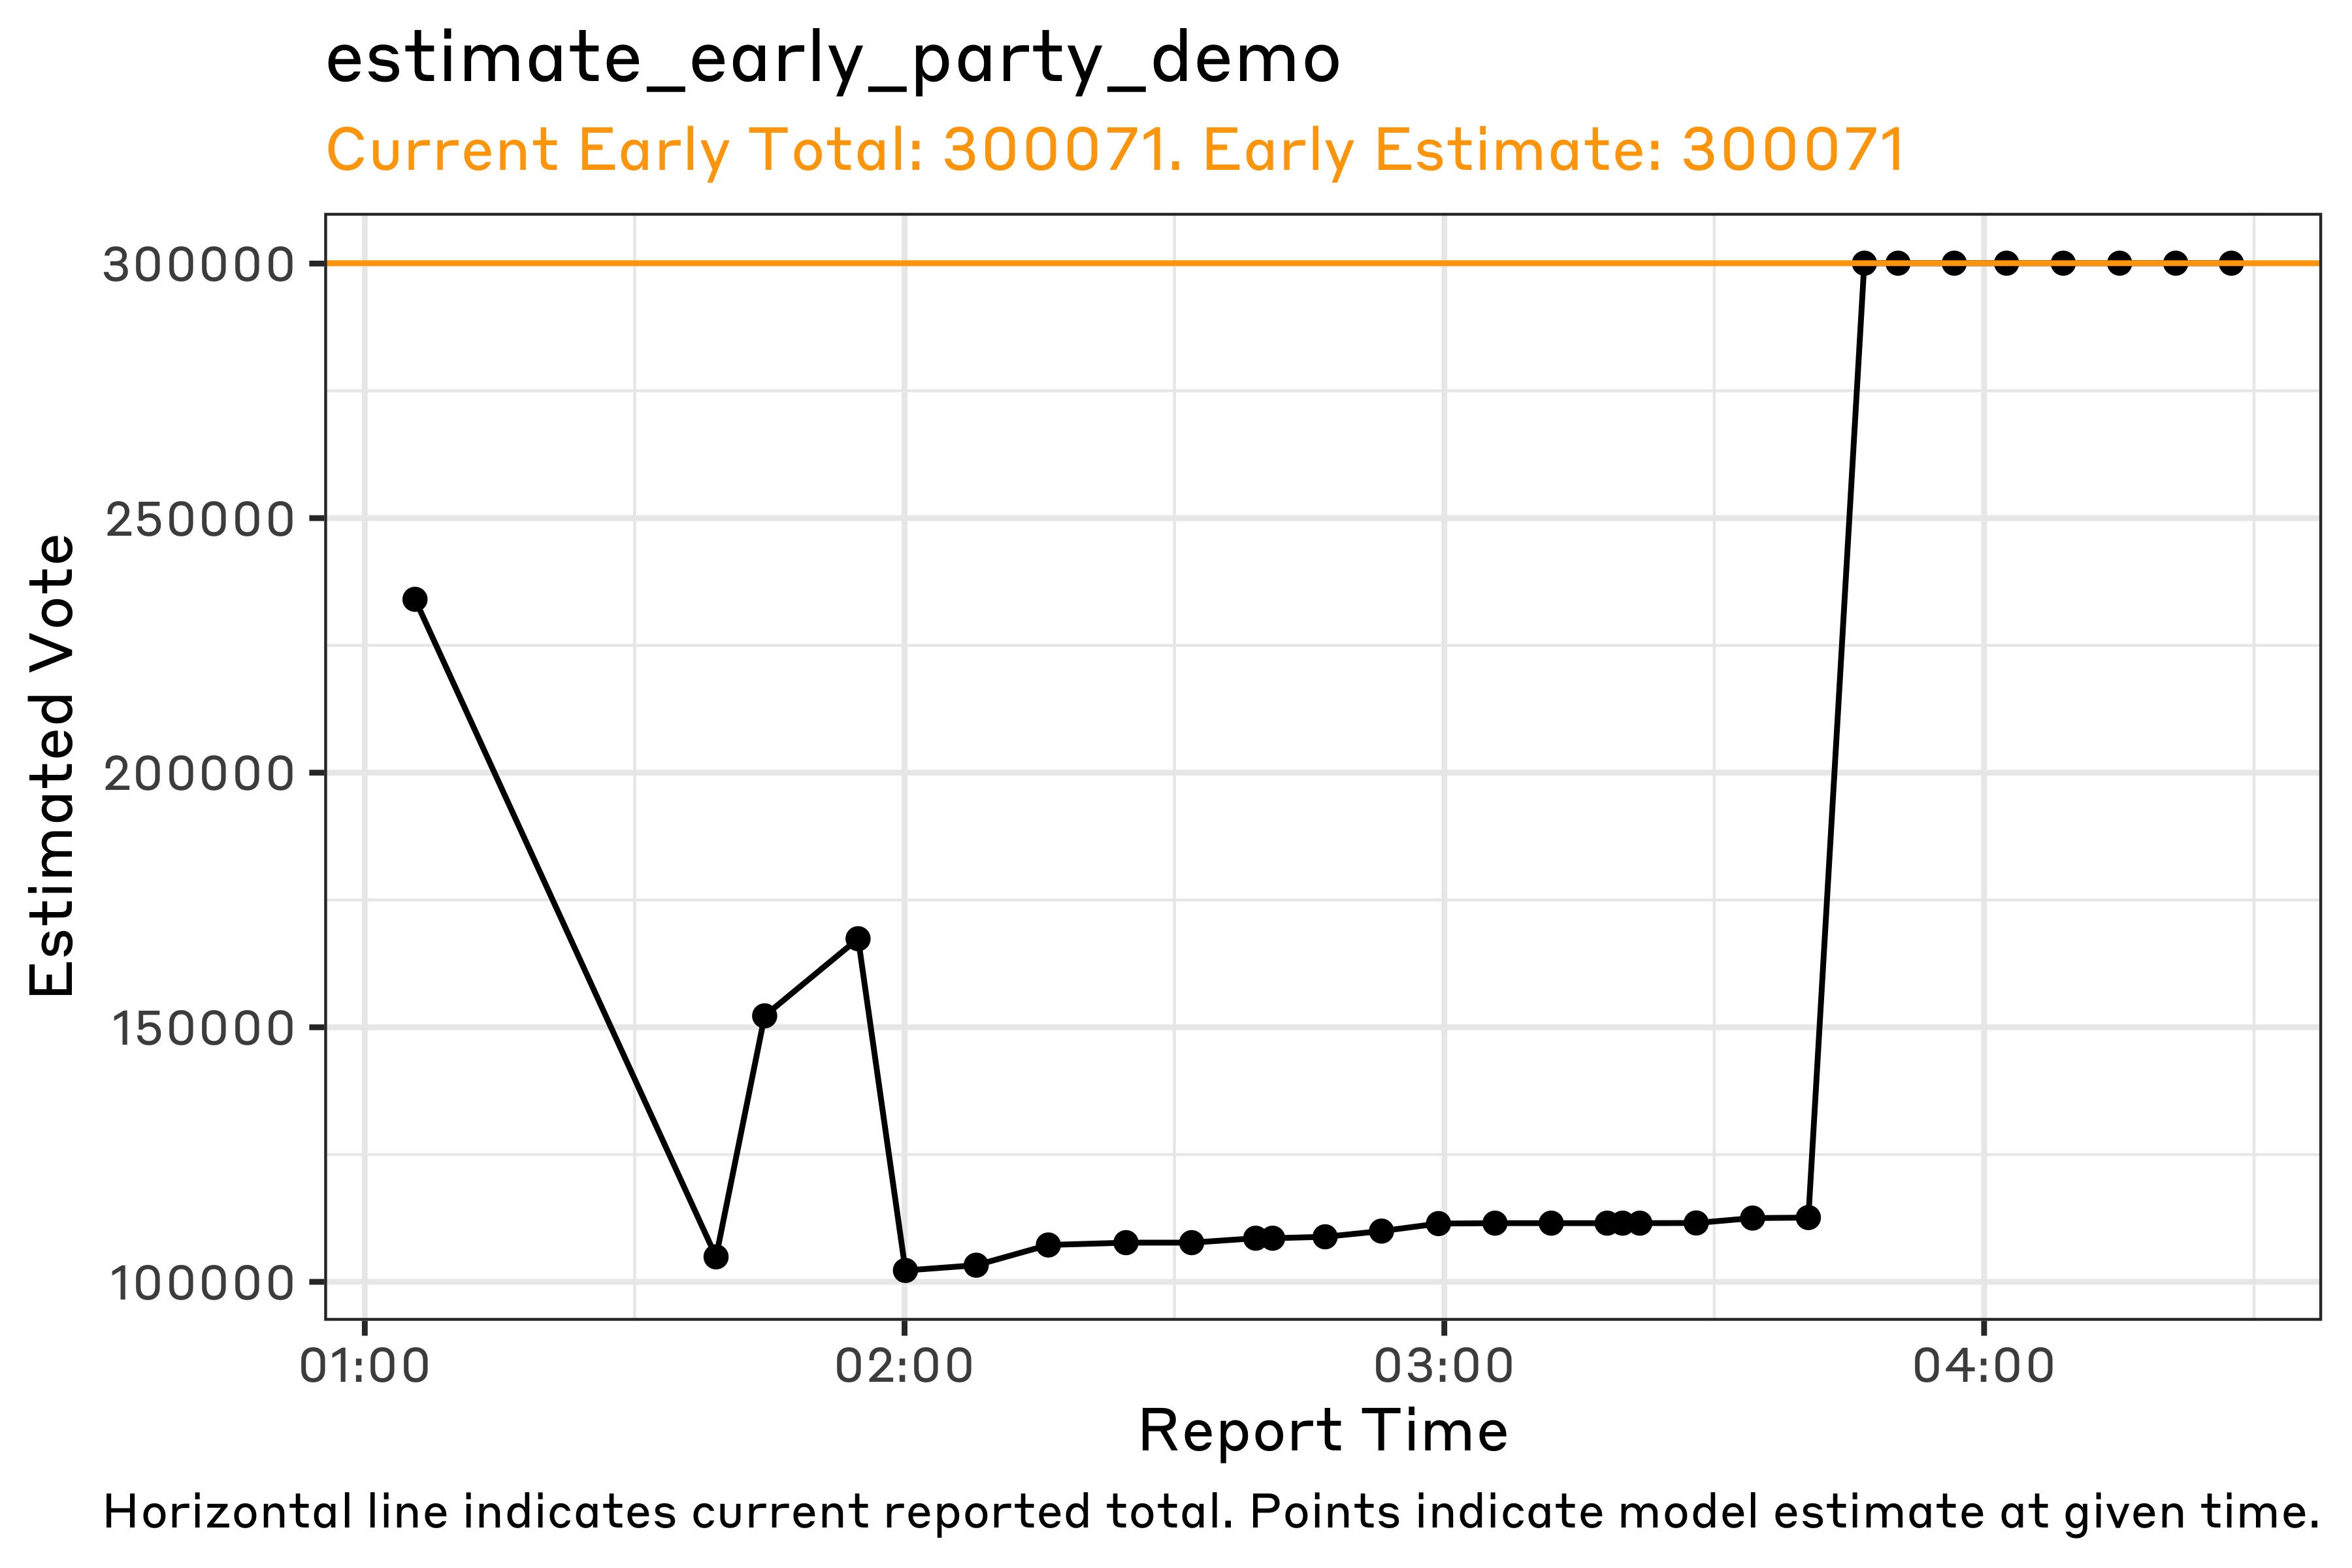 estimate_early_party_demo
Current Early Total: 300071. Early Estimate: 300071
Estimated Vote
300000
250000
200000
150000
100000
01:00 02:00 03:00 04:00
Report Time
Horizontal line indicates current reported total. Points indicate model estimate at given time.